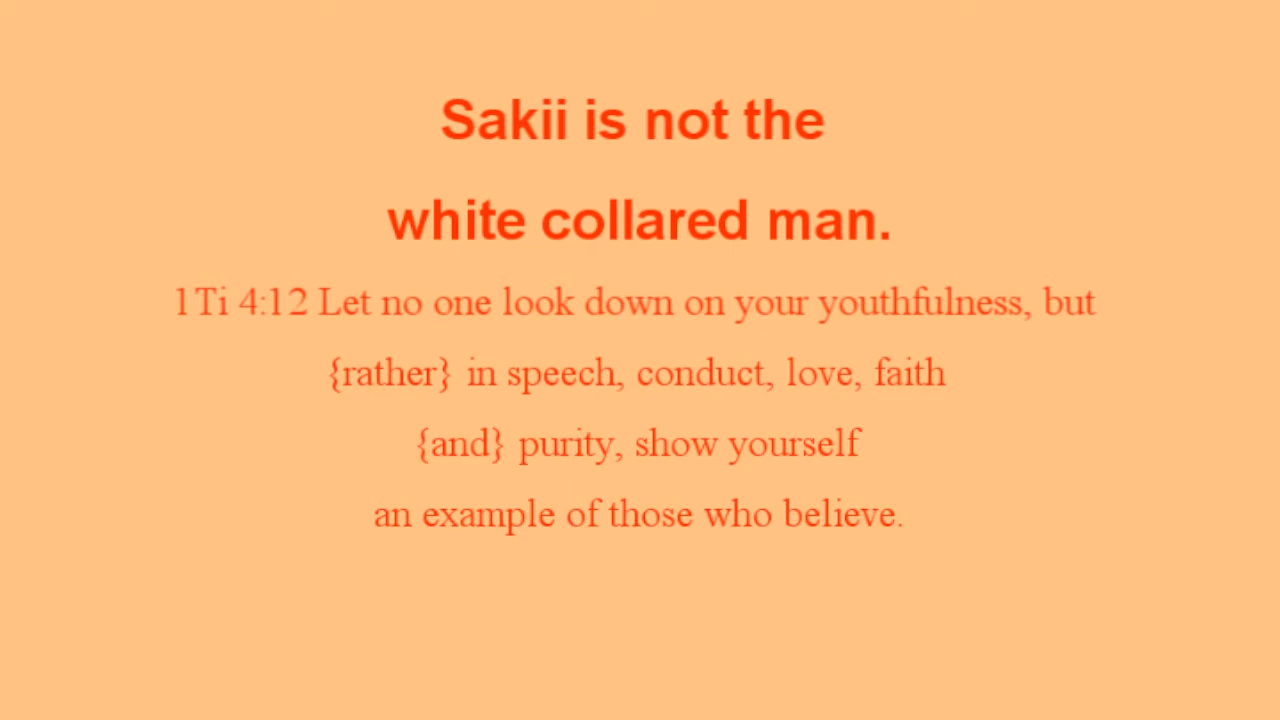 Sakii is not the
white collared man.
1Ti 4:12 Let no one look down on your youthfulness, but
{rather} in speech, conduct, love, faith
{and} purity, show yourself
an example of those who believe.